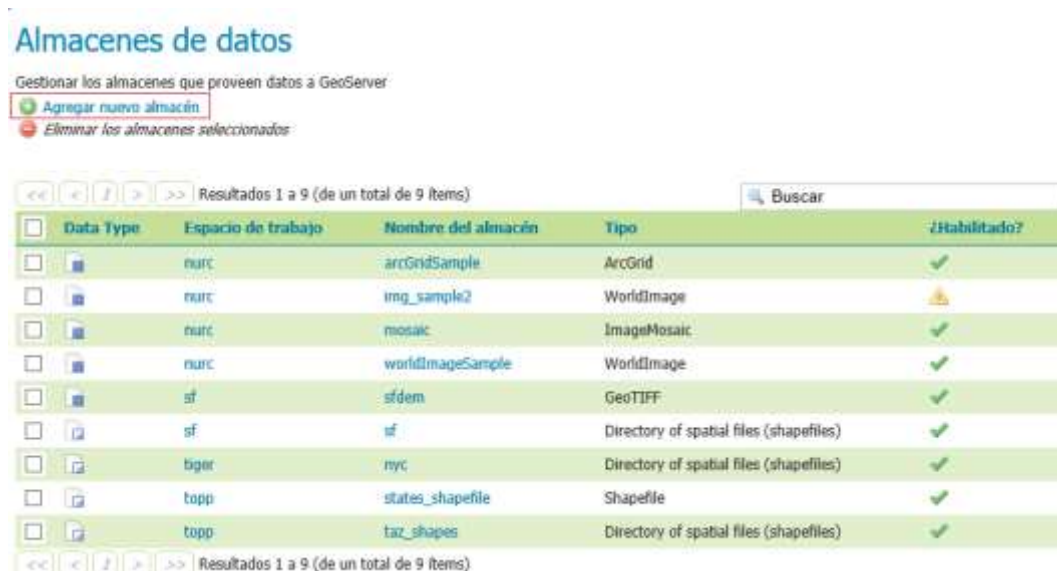 Almacenes de datos
Gestionar los almacenes que proveen datos a GeoServer
Agregar nuevo almacén
Eliminar los almacenes seleccionados
<< < 1 > >> Resultados 1 a 9 (de un total de 9 ítems) Buscar
Data Type Espacio de trabajo Nombre del almacén Tipo ¿Habilitado?
nurc arcGridSample ArcGrid
nurc img_sample2 WorldImage
nurc mosaic ImageMosaic
nurc worldImageSample WorldImage
sf sfdem GeoTIFF
sf sf Directory of spatial files (shapefiles)
tiger nyc Directory of spatial files (shapefiles)
topp states_shapefile Shapefile
topp taz_shapes Directory of spatial files (shapefiles)
<< < 1 > >> Resultados 1 a 9 (de un total de 9 ítems)